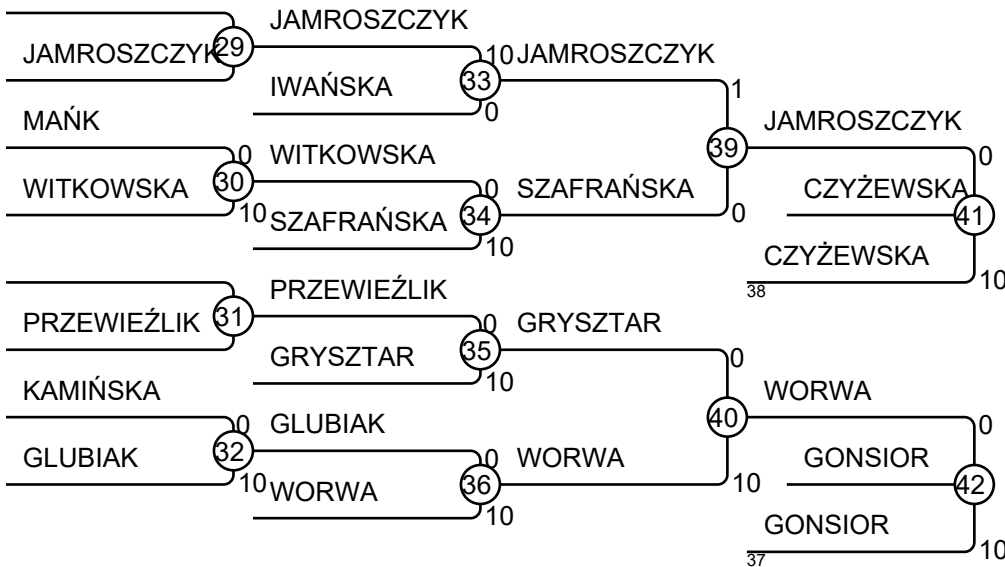 JAMROSZCZYK
JAMROSZCZYK 29 10 JAMROSZCZYK
IWAŃSKA 33 1
MAŃK 0 JAMROSZCZYK
0 WITKOWSKA 39 0
WITKOWSKA 30 0 SZAFRAŃSKA CZYŻEWSKA
10 SZAFRAŃSKA 34 0 41
10 CZYŻEWSKA
PRZEWIEŹLIK 38 10
PRZEWIEŹLIK 31 0 GRYSZTAR
GRYSZTAR 35 0
KAMIŃSKA 10 WORWA
0 GLUBIAK 40 0
GLUBIAK 32 0 WORWA GONSIOR
10 WORWA 36 10 42
10 GONSIOR
37 10